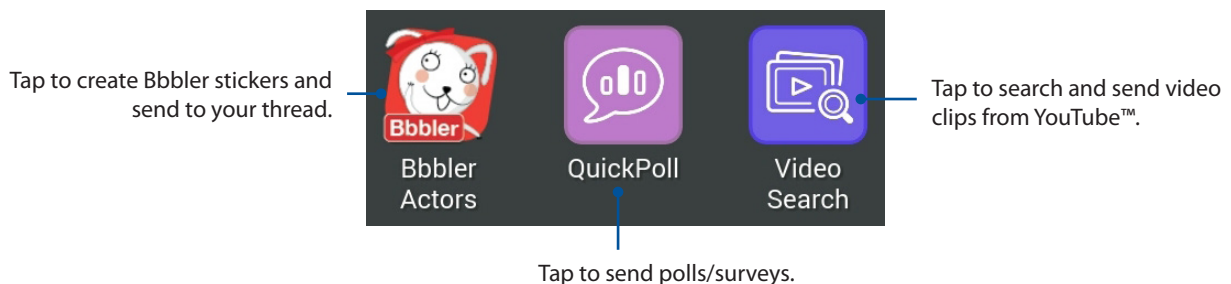 Tap to create Bbbler stickers and
send to your thread.
Bbbler
Bbbler
Actors
QuickPoll
Video
Search
Tap to search and send video
clips from YouTube™.
Tap to send polls/surveys.